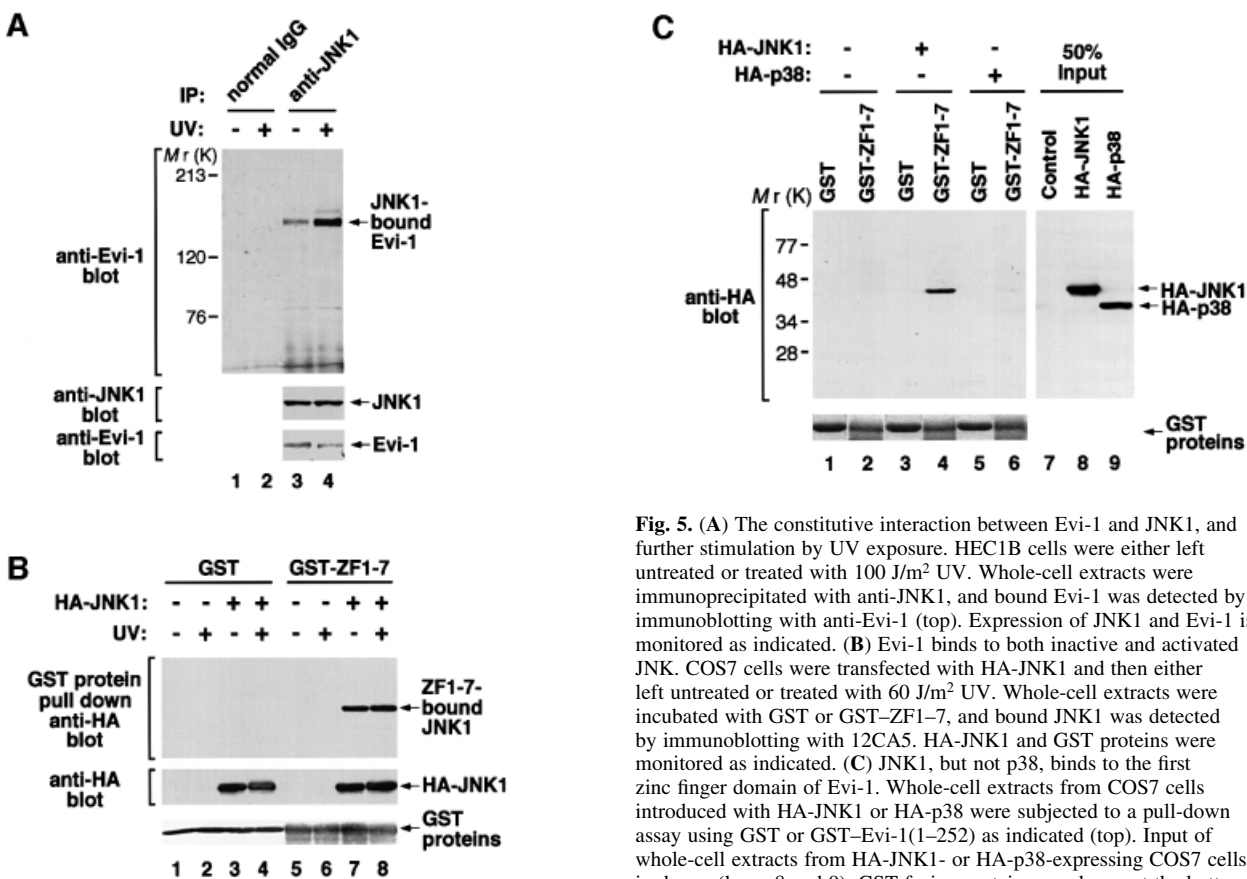 A
IP:
normal IgG
anti-JNK1
UV: - + - +
Mr (K)
213
120
76
anti-Evi-1
blot
JNK1-
bound
Evi-1
anti-JNK1
blot
JNK1
anti-Evi-1
blot
Evi-1
1 2 3 4
B
GST GST-ZF1-7
HA-JNK1: - - + + - - + +
UV: - + - + - + - +
GST protein
pull down
anti-HA
blot
ZF1-7-
bound
JNK1
anti-HA
blot
HA-JNK1
GST
proteins
1 2 3 4 5 6 7 8
C
HA-JNK1: - + -
HA-p38: - - +
50%
Input
GST
GST-ZF1-7
GST
GST-ZF1-7
GST
GST-ZF1-7
Control
HA-JNK1
HA-p38
Mr (K)
77
48
34
28
anti-HA
blot
HA-JNK1
HA-p38
GST
proteins
1 2 3 4 5 6 7 8 9
Fig. 5. (A) The constitutive interaction between Evi-1 and JNK1, and
further stimulation by UV exposure. HEC1B cells were either left
untreated or treated with 100 J/m² UV. Whole-cell extracts were
immunoprecipitated with anti-JNK1, and bound Evi-1 was detected by
immunoblotting with anti-Evi-1 (top). Expression of JNK1 and Evi-1 is
monitored as indicated. (B) Evi-1 binds to both inactive and activated
JNK. COS7 cells were transfected with HA-JNK1 and then either
left untreated or treated with 60 J/m² UV. Whole-cell extracts were
incubated with GST or GST–ZF1–7, and bound JNK1 was detected
by immunoblotting with 12CA5. HA-JNK1 and GST proteins were
monitored as indicated. (C) JNK1, but not p38, binds to the first
zinc finger domain of Evi-1. Whole-cell extracts from COS7 cells
introduced with HA-JNK1 or HA-p38 were subjected to a pull-down
assay using GST or GST–Evi-1(1–252) as indicated (top). Input of
whole-cell extracts from HA-JNK1- or HA-p38-expressing COS7 cells